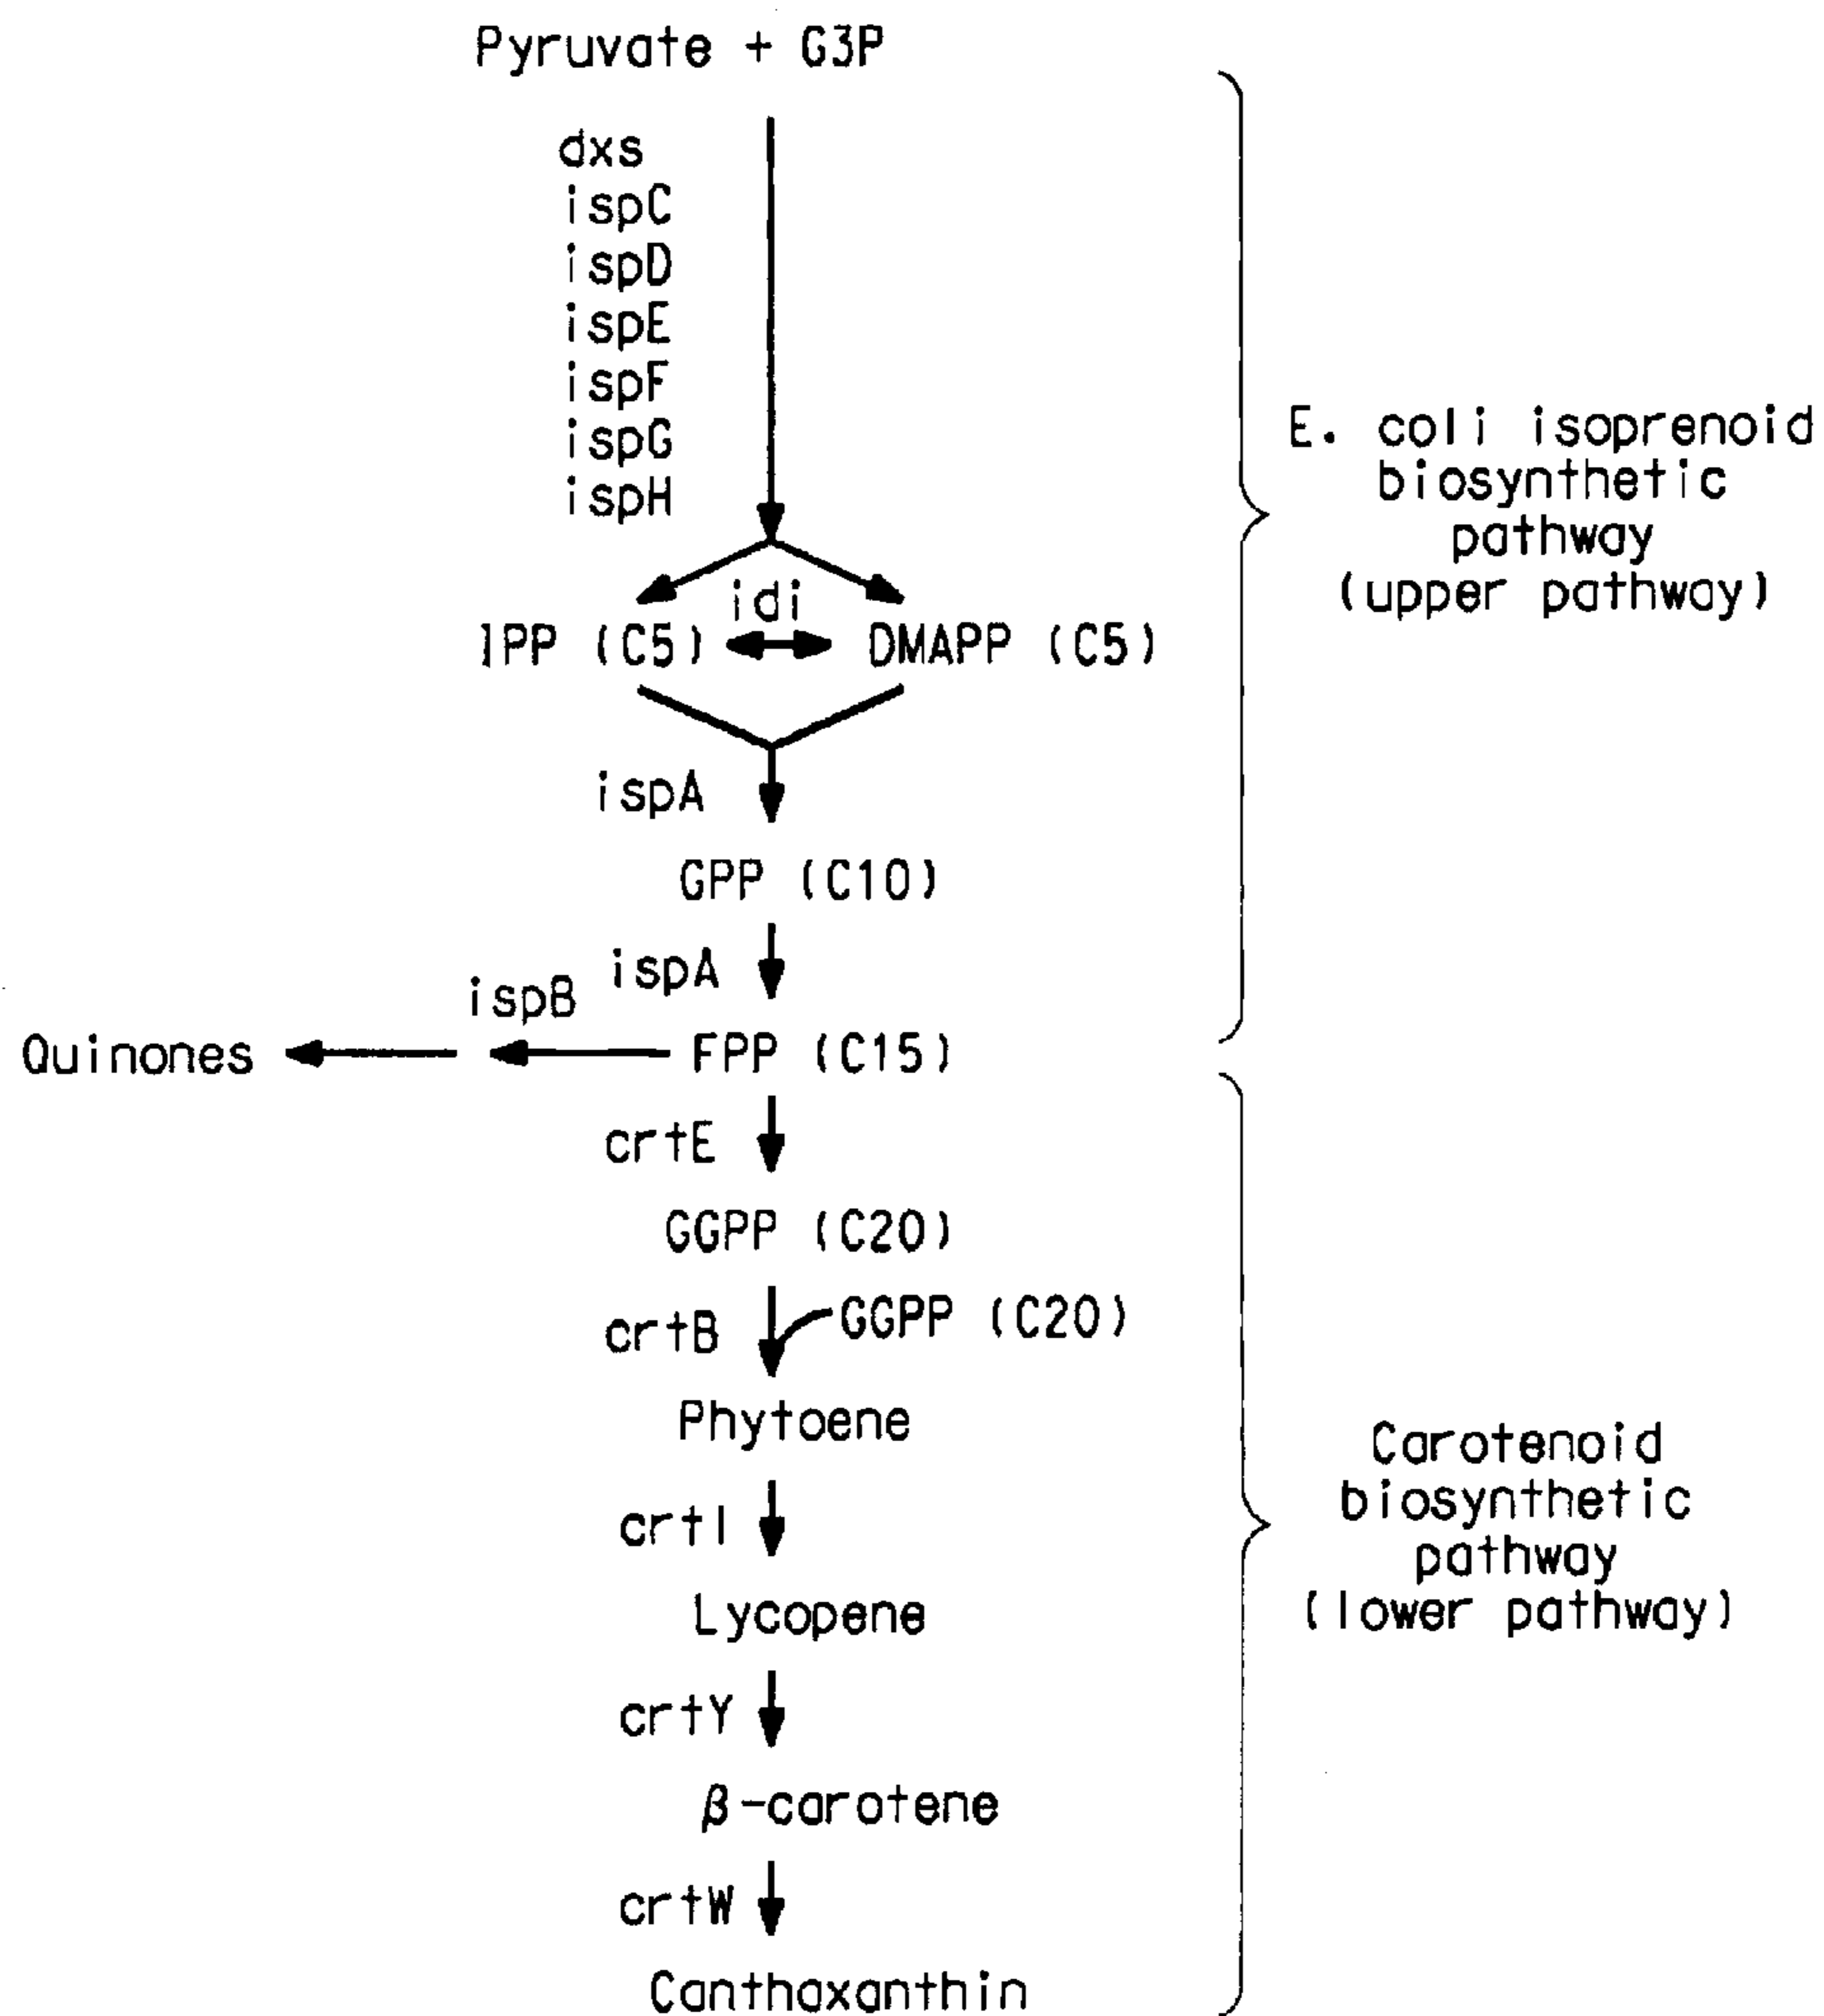 Pyruvate + G3P
dxs
ispC
ispD
ispE
ispF
ispG
ispH
E. coli isoprenoid
biosynthetic
pathway
(upper pathway)
idi
IPP (C5)
DMAPP (C5)
ispA
GPP (C10)
ispA
ispB
Quinones
FPP (C15)
crtE
GGPP (C20)
crtB
GGPP (C20)
Phytoene
crtI
Lycopene
crtY
β-carotene
crtW
Canthaxanthin
Carotenoid
biosynthetic
pathway
(lower pathway)